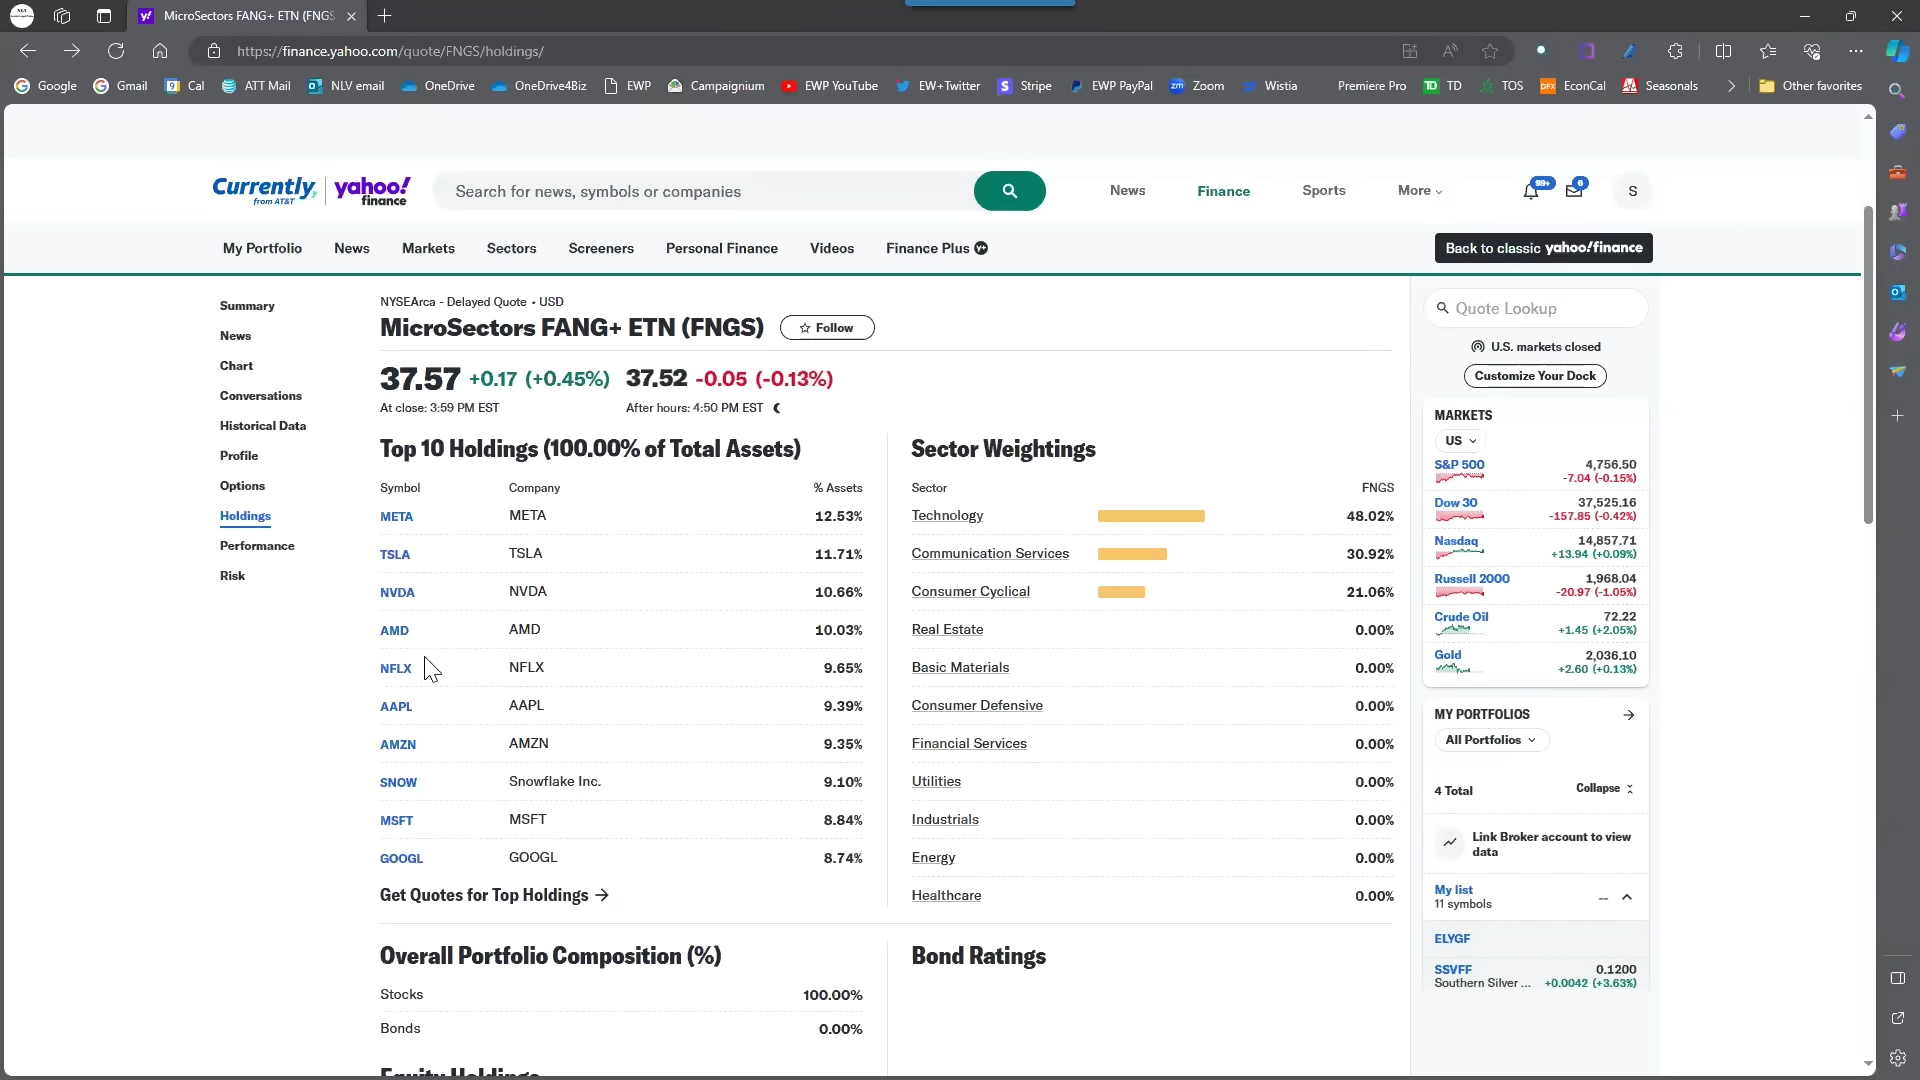 MicroSectors FANG+ ETN (FNGS
https://finance.yahoo.com/quote/FNGS/holdings/
Google Gmail Cal ATT Mail NLV email OneDrive OneDrive4Biz EWP Campaignium EWP YouTube EW+Twitter Stripe EWP PayPal Zoom Wistia Premiere Pro TD TOS EconCal Seasonals Other favorites
Currently, from AT&T yahoo! finance
Search for news, symbols or companies
News Finance Sports More 99+ 6 S
My Portfolio News Markets Sectors Screeners Personal Finance Videos Finance Plus Y+
Back to classic yahoo!finance
Summary
News
Chart
Conversations
Historical Data
Profile
Options
Holdings
Performance
Risk
NYSEArca - Delayed Quote • USD
MicroSectors FANG+ ETN (FNGS) Follow
37.57 +0.17 (+0.45%) 37.52 -0.05 (-0.13%)
At close: 3:59 PM EST After hours: 4:50 PM EST
Top 10 Holdings (100.00% of Total Assets)
Symbol Company % Assets
META META 12.53%
TSLA TSLA 11.71%
NVDA NVDA 10.66%
AMD AMD 10.03%
NFLX NFLX 9.65%
AAPL AAPL 9.39%
AMZN AMZN 9.35%
SNOW Snowflake Inc. 9.10%
MSFT MSFT 8.84%
GOOGL GOOGL 8.74%
Get Quotes for Top Holdings
Sector Weightings
Sector FNGS
Technology 48.02%
Communication Services 30.92%
Consumer Cyclical 21.06%
Real Estate 0.00%
Basic Materials 0.00%
Consumer Defensive 0.00%
Financial Services 0.00%
Utilities 0.00%
Industrials 0.00%
Energy 0.00%
Healthcare 0.00%
Overall Portfolio Composition (%)
Stocks 100.00%
Bonds 0.00%
Equity Holdings
Bond Ratings
Quote Lookup
U.S. markets closed
Customize Your Dock
MARKETS
US
S&P 500 4,756.50
-7.04 (-0.15%)
Dow 30 37,525.16
-157.85 (-0.42%)
Nasdaq 14,857.71
+13.94 (+0.09%)
Russell 2000 1,968.04
-20.97 (-1.05%)
Crude Oil 72.22
+1.45 (+2.05%)
Gold 2,036.10
+2.60 (+0.13%)
MY PORTFOLIOS
All Portfolios
4 Total Collapse
Link Broker account to view
data
My list --
11 symbols
ELYGF
SSVFF 0.1200
Southern Silver ... +0.0042 (+3.63%)